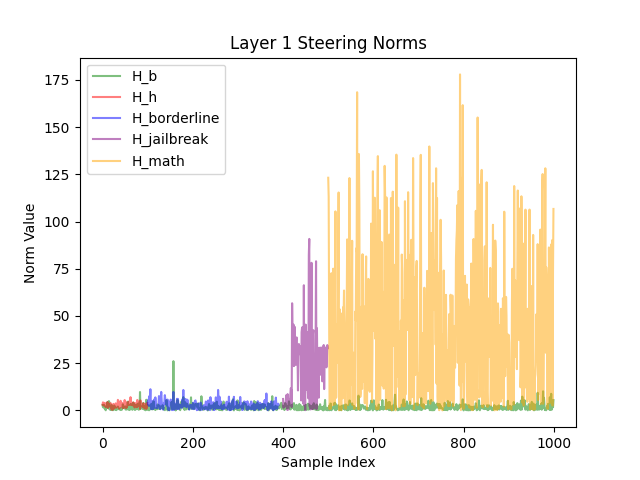 Layer 1 Steering Norms
H_b
H_h
H_borderline
H_jailbreak
H_math
Norm Value
175
150
125
100
75
50
25
0
0 200 400 600 800 1000
Sample Index